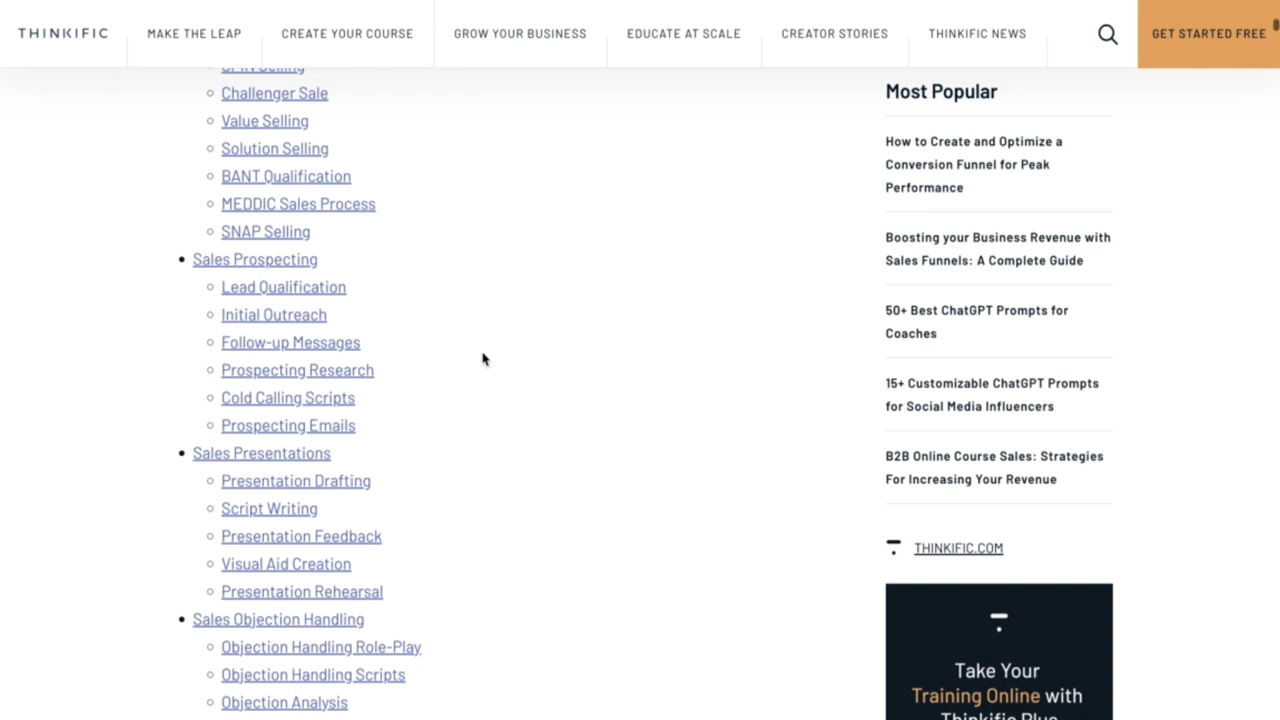 THINKIFIC
MAKE THE LEAP
CREATE YOUR COURSE
GROW YOUR BUSINESS
EDUCATE AT SCALE
CREATOR STORIES
THINKIFIC NEWS
GET STARTED FREE
SPIN Selling
Challenger Sale
Value Selling
Solution Selling
BANT Qualification
MEDDIC Sales Process
SNAP Selling
Sales Prospecting
Lead Qualification
Initial Outreach
Follow-up Messages
Prospecting Research
Cold Calling Scripts
Prospecting Emails
Sales Presentations
Presentation Drafting
Script Writing
Presentation Feedback
Visual Aid Creation
Presentation Rehearsal
Sales Objection Handling
Objection Handling Role-Play
Objection Handling Scripts
Objection Analysis
Most Popular
How to Create and Optimize a
Conversion Funnel for Peak
Performance
Boosting your Business Revenue with
Sales Funnels: A Complete Guide
50+ Best ChatGPT Prompts for
Coaches
15+ Customizable ChatGPT Prompts
for Social Media Influencers
B2B Online Course Sales: Strategies
For Increasing Your Revenue
THINKIFIC.COM
Take Your
Training Online with
Thinkific Plus